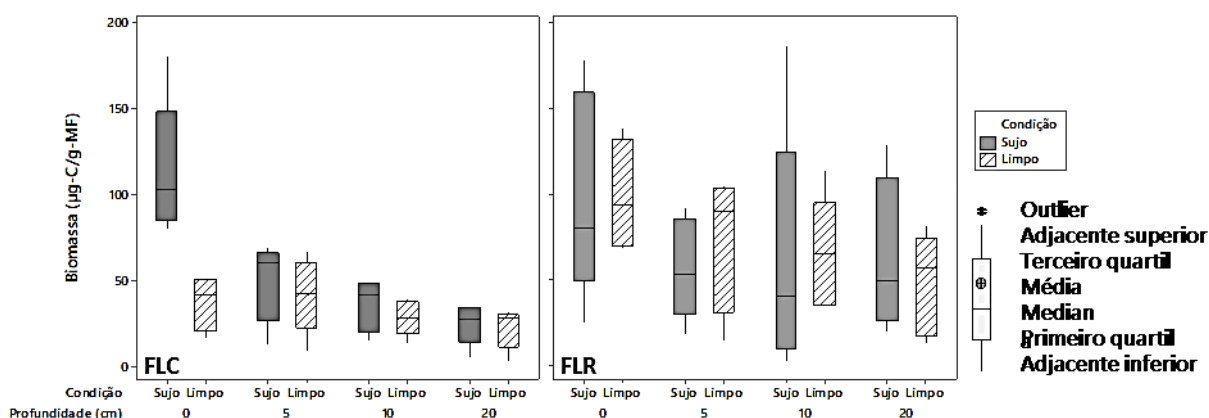 200
150
100
50
0
Biomassa (µg-C/g-MF)
FLC
FLR
Condição
Sujo Limpo Sujo Limpo Sujo Limpo Sujo Limpo
Sujo Limpo Sujo Limpo Sujo Limpo Sujo Limpo
Profundidade (cm)
0 5 10 20
0 5 10 20
Condição
Sujo
Limpo
Outlier
Adjacente superior
Terceiro quartil
Média
Median
Primeiro quartil
Adjacente inferior